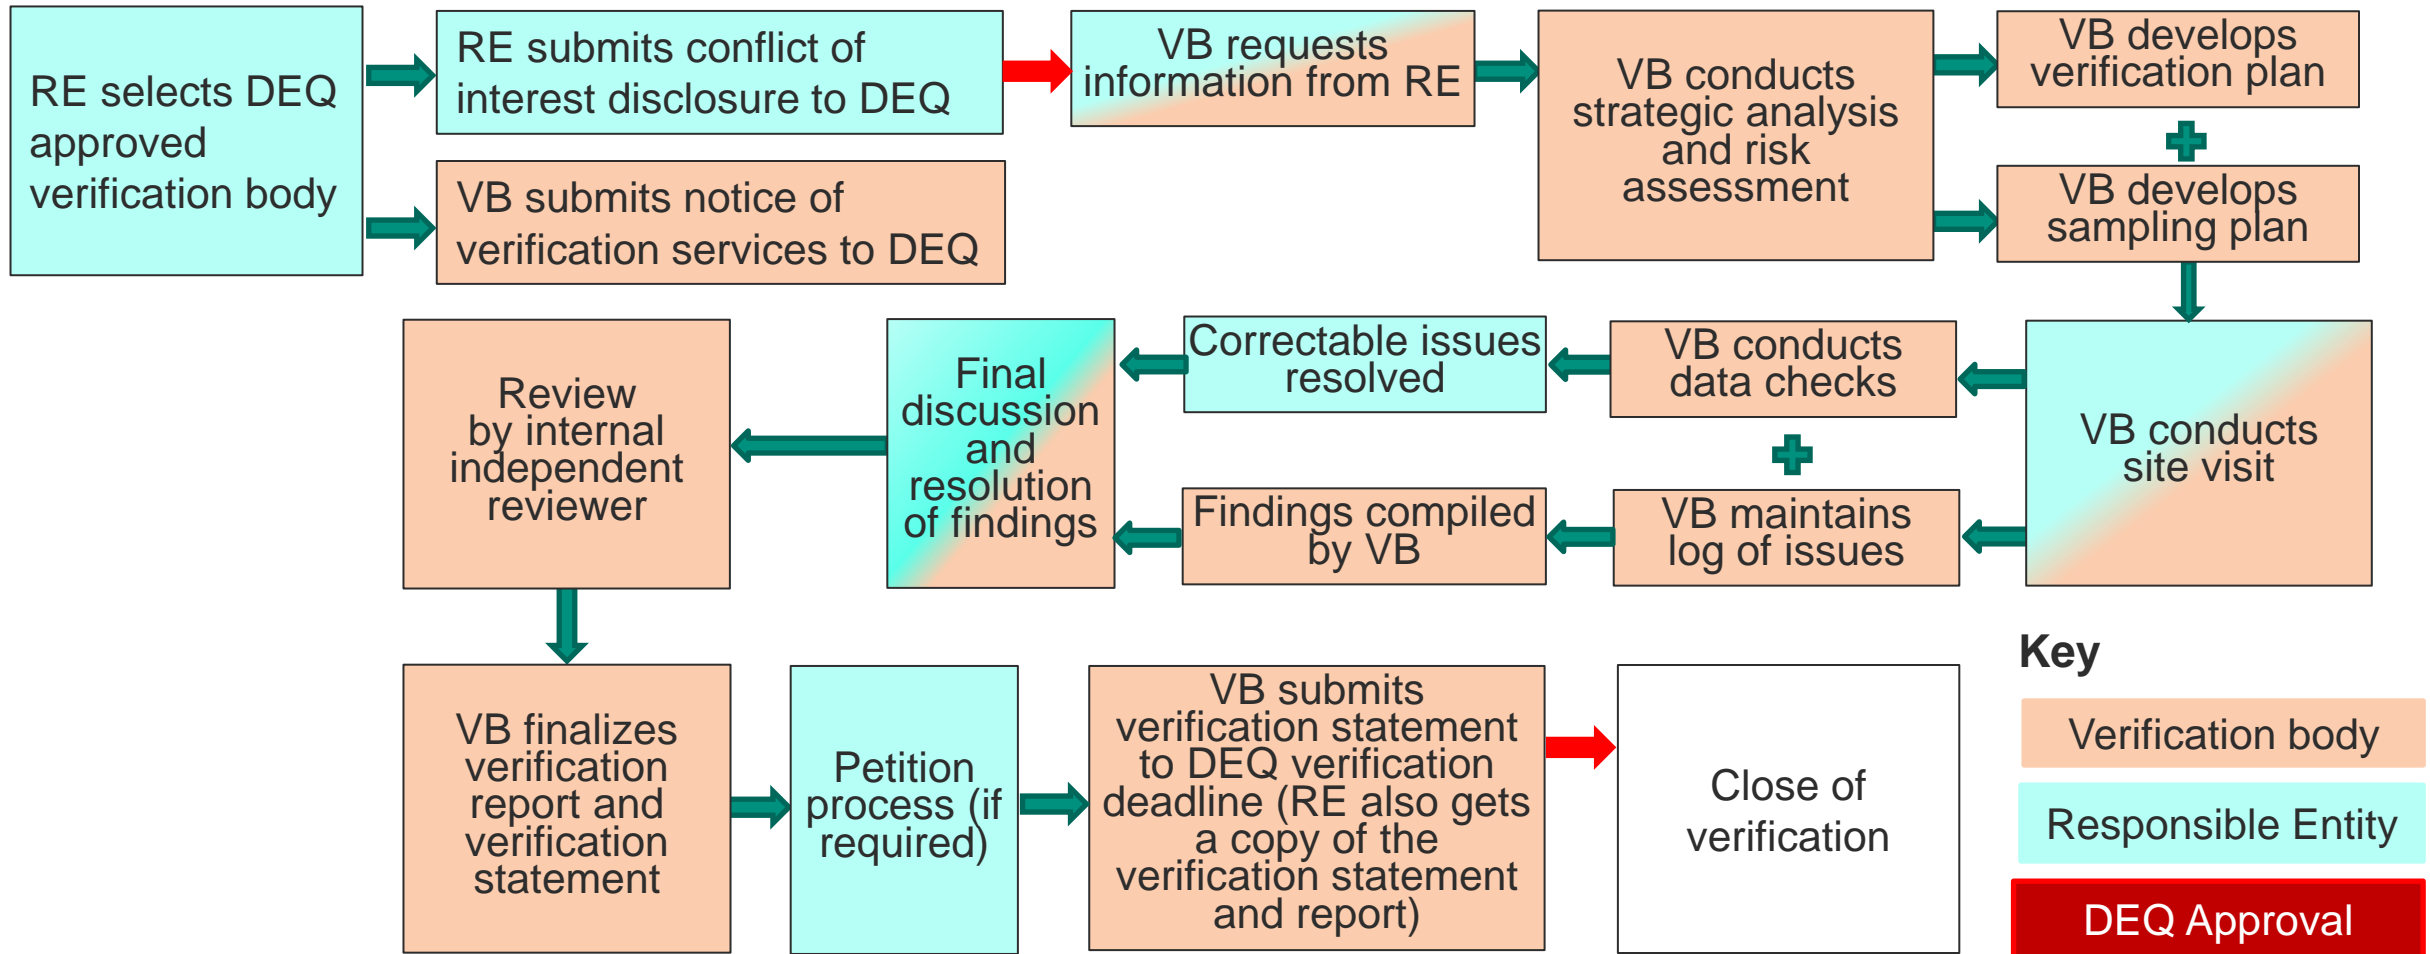 RE selects DEQ
approved
verification body
RE submits conflict of
interest disclosure to DEQ
VB submits notice of
verification services to DEQ
VB requests
information from RE
VB conducts
strategic analysis
and risk
assessment
VB develops
verification plan
VB develops
sampling plan
VB conducts
site visit
VB conducts
data checks
VB maintains
log of issues
Correctable issues
resolved
Findings compiled
by VB
Final
discussion
and
resolution
of findings
Review
by internal
independent
reviewer
VB finalizes
verification
report and
verification
statement
Petition
process (if
required)
VB submits
verification statement
to DEQ verification
deadline (RE also gets
a copy of the
verification statement
and report)
Close of
verification
Key
Verification body
Responsible Entity
DEQ Approval